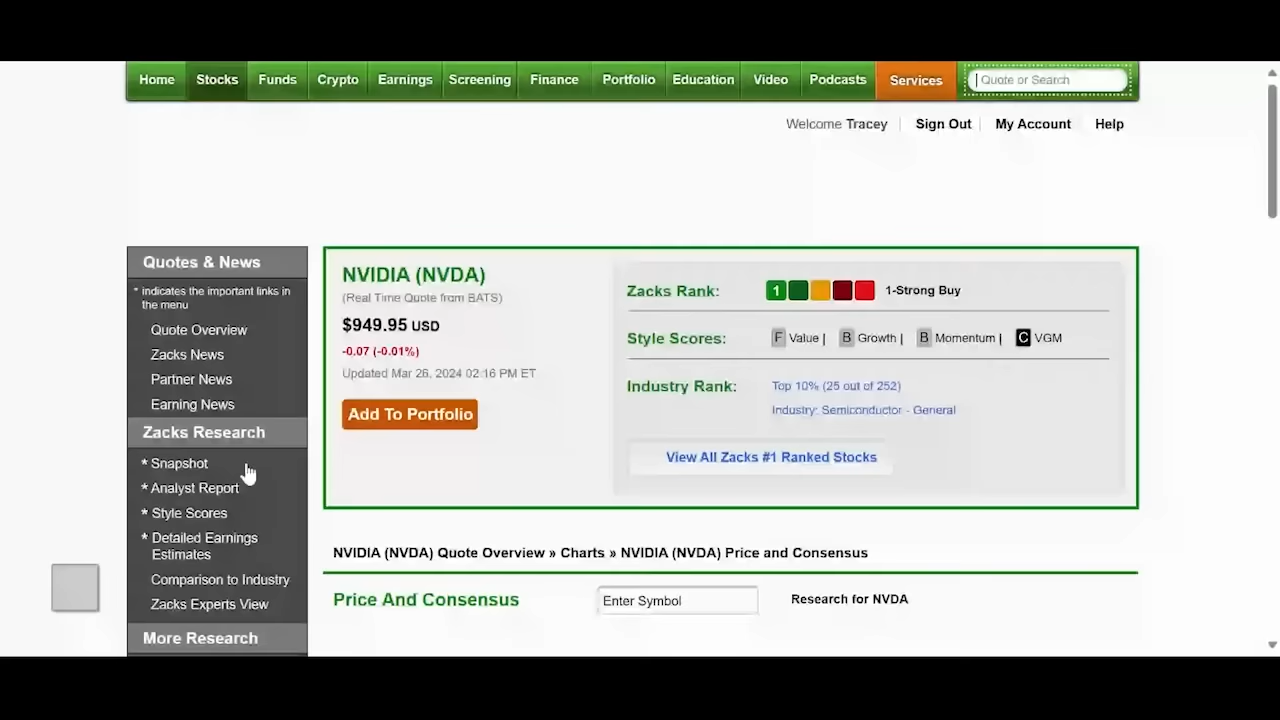 Home Stocks Funds Crypto Earnings Screening Finance Portfolio Education Video Podcasts Services Quote or Search
Welcome Tracey Sign Out My Account Help
Quotes & News
* indicates the important links in
the menu
Quote Overview
Zacks News
Partner News
Earning News
Zacks Research
* Snapshot
* Analyst Report
* Style Scores
* Detailed Earnings
Estimates
Comparison to Industry
Zacks Experts View
More Research
NVIDIA (NVDA)
(Real Time Quote from BATS)
$949.95 USD
-0.07 (-0.01%)
Updated Mar 26, 2024 02:16 PM ET
Add To Portfolio
Zacks Rank: 1 1-Strong Buy
Style Scores: F Value | B Growth | B Momentum | C VGM
Industry Rank: Top 10% (25 out of 252)
Industry: Semiconductor - General
View All Zacks #1 Ranked Stocks
NVIDIA (NVDA) Quote Overview » Charts » NVIDIA (NVDA) Price and Consensus
Price And Consensus Enter Symbol Research for NVDA